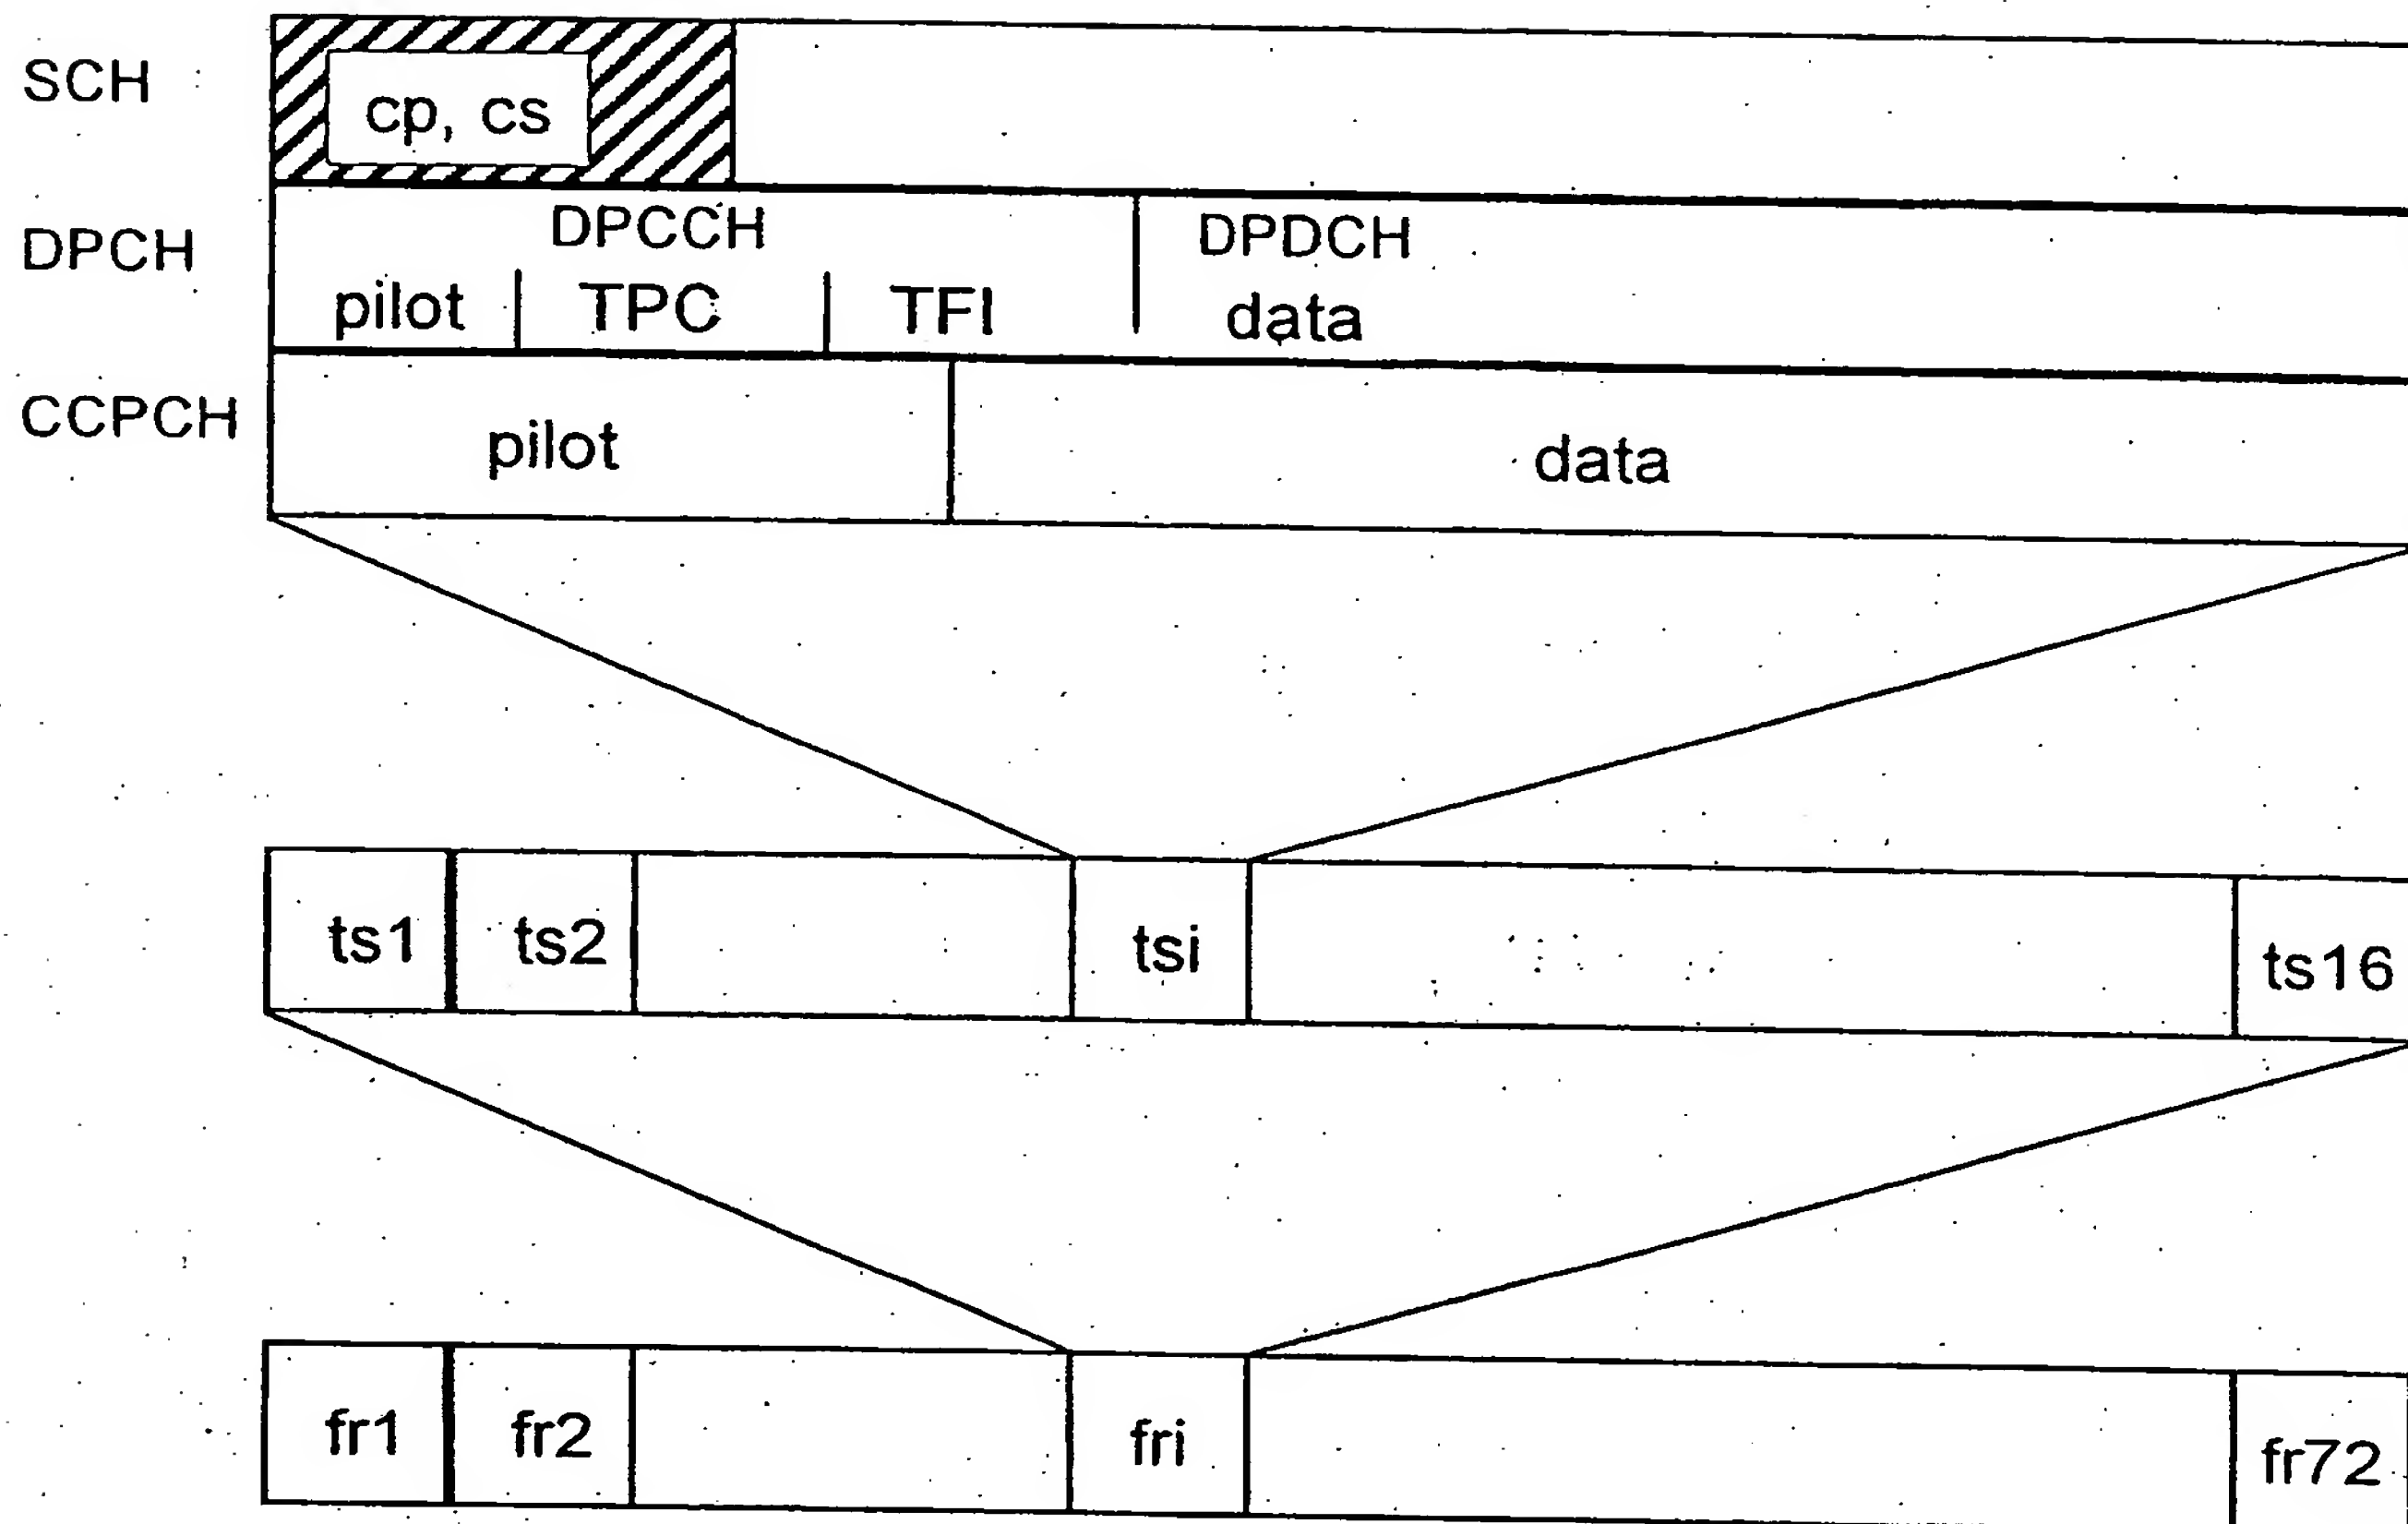 SCH
cp, cs
DPCH
DPCCH DPDCH
pilot TPC TFI data
CCPCH
pilot data
ts1 ts2 tsi ts16
fr1 fr2 fri fr72